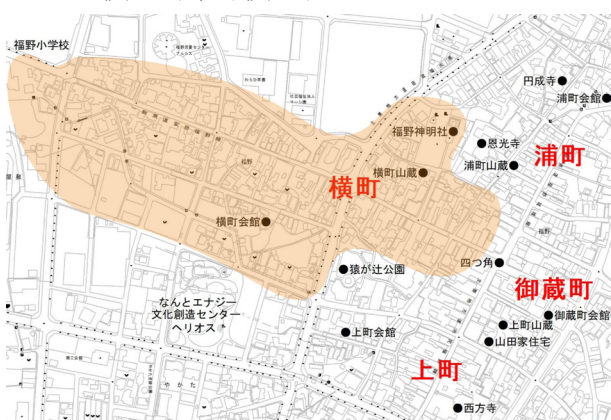 福野小学校
円成寺
浦町会館
福野神明社
恩光寺
浦町
浦町山蔵
横町山蔵
横町
福野
横町会館
福野
四つ角
猿が辻公園
御蔵町
なんとエナジー
文化創造センター
ヘリオス
御蔵町会館
上町山蔵
上町会館
山田家住宅
上町
西方寺